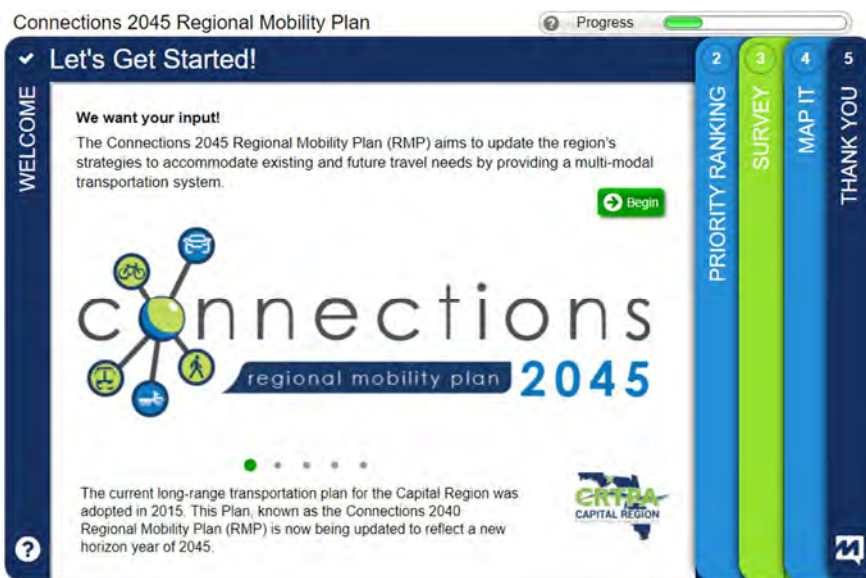 Connections 2045 Regional Mobility Plan
? Progress
Let's Get Started!
WELCOME
We want your input!
The Connections 2045 Regional Mobility Plan (RMP) aims to update the region's
strategies to accommodate existing and future travel needs by providing a multi-modal
transportation system.
Begin
connections
regional mobility plan 2045
The current long-range transportation plan for the Capital Region was
adopted in 2015. This Plan, known as the Connections 2040
Regional Mobility Plan (RMP) is now being updated to reflect a new
horizon year of 2045.
CRTPA
CAPITAL REGION
?
2
PRIORITY RANKING
3
SURVEY
4
MAP IT
5
THANK YOU